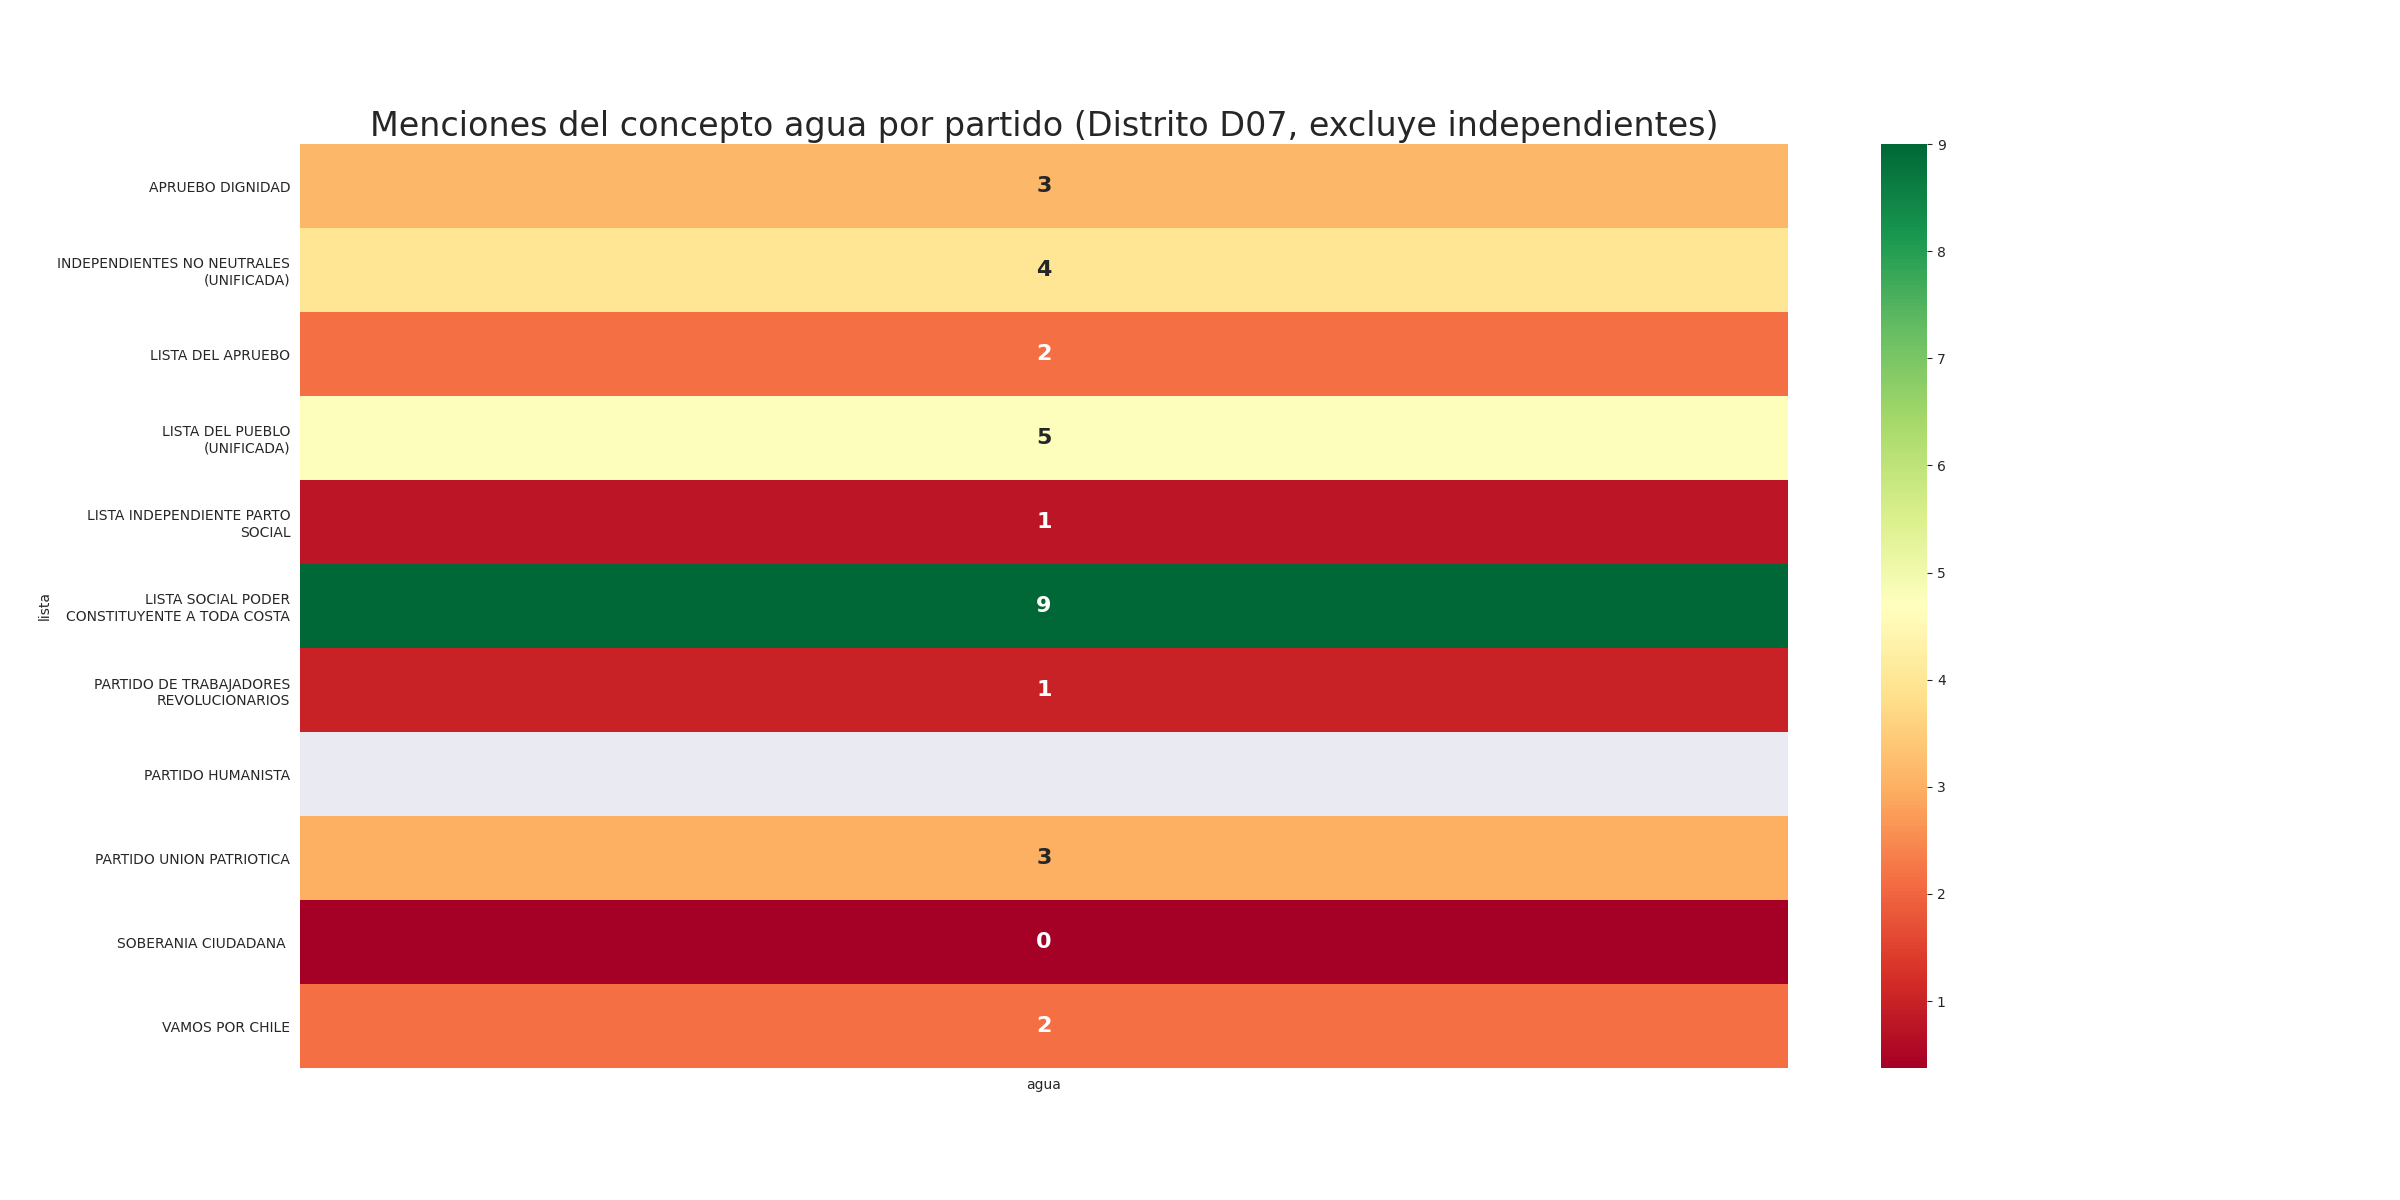 Menciones del concepto agua por partido (Distrito D07, excluye independientes)
APRUEBO DIGNIDAD
3
INDEPENDIENTES NO NEUTRALES
(UNIFICADA)
4
LISTA DEL APRUEBO
2
LISTA DEL PUEBLO
(UNIFICADA)
5
LISTA INDEPENDIENTE PARTO
SOCIAL
1
LISTA SOCIAL PODER
CONSTITUYENTE A TODA COSTA
9
PARTIDO DE TRABAJADORES
REVOLUCIONARIOS
1
PARTIDO HUMANISTA
PARTIDO UNION PATRIOTICA
3
SOBERANIA CIUDADANA
0
VAMOS POR CHILE
2
lista
agua
9
8
7
6
5
4
3
2
1